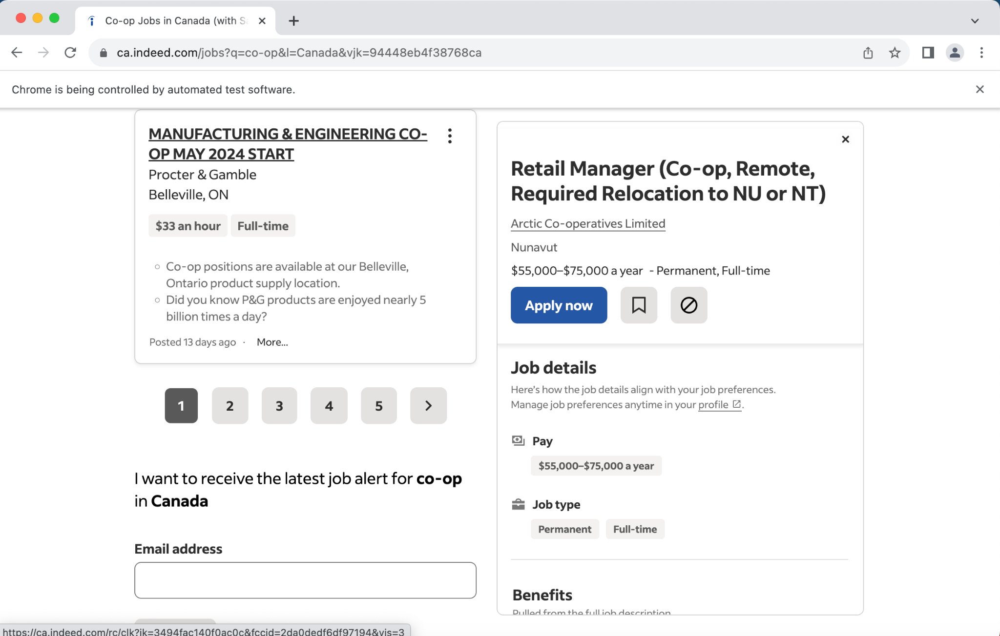 Co-op Jobs in Canada (with Sa
ca.indeed.com/jobs?q=co-op&l=Canada&vjk=94448eb4f38768ca
Chrome is being controlled by automated test software.
MANUFACTURING & ENGINEERING CO-
OP MAY 2024 START
Procter & Gamble
Belleville, ON
$33 an hour Full-time
Co-op positions are available at our Belleville,
Ontario product supply location.
Did you know P&G products are enjoyed nearly 5
billion times a day?
Posted 13 days ago · More...
1 2 3 4 5
I want to receive the latest job alert for co-op
in Canada
Email address
https://ca.indeed.com/rc/clk?jk=3494fac140f0ac0c&fccid=2da0dedf6df97194&vjs=3
Retail Manager (Co-op, Remote,
Required Relocation to NU or NT)
Arctic Co-operatives Limited
Nunavut
$55,000–$75,000 a year - Permanent, Full-time
Apply now
Job details
Here's how the job details align with your job preferences.
Manage job preferences anytime in your profile.
Pay
$55,000–$75,000 a year
Job type
Permanent Full-time
Benefits
Pulled from the full job description